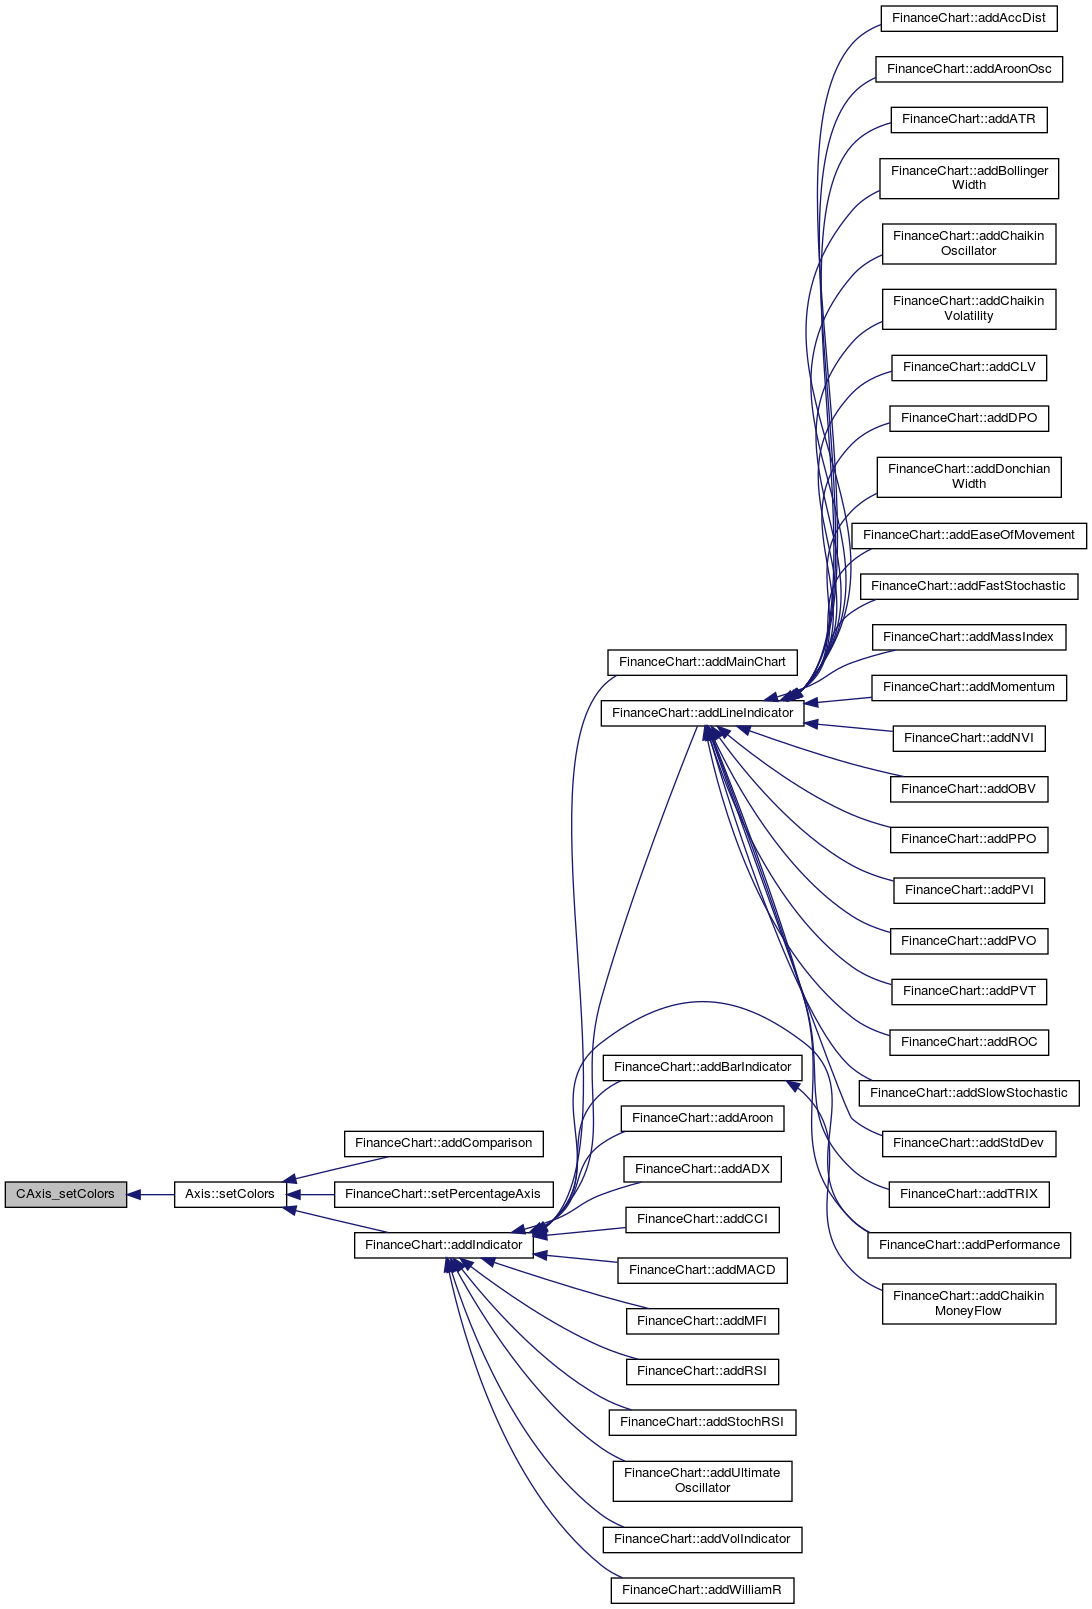 FinanceChart::addAccDist
FinanceChart::addAroonOsc
FinanceChart::addATR
FinanceChart::addBollinger
Width
FinanceChart::addChaikin
Oscillator
FinanceChart::addChaikin
Volatility
FinanceChart::addCLV
FinanceChart::addDPO
FinanceChart::addDonchian
Width
FinanceChart::addEaseOfMovement
FinanceChart::addFastStochastic
FinanceChart::addMassIndex
FinanceChart::addMainChart
FinanceChart::addMomentum
FinanceChart::addLineIndicator
FinanceChart::addNVI
FinanceChart::addOBV
FinanceChart::addPPO
FinanceChart::addPVI
FinanceChart::addPVO
FinanceChart::addPVT
FinanceChart::addROC
FinanceChart::addBarIndicator
FinanceChart::addSlowStochastic
FinanceChart::addAroon
FinanceChart::addComparison
FinanceChart::addStdDev
FinanceChart::addADX
CAxis_setColors
Axis::setColors
FinanceChart::setPercentageAxis
FinanceChart::addTRIX
FinanceChart::addCCI
FinanceChart::addIndicator
FinanceChart::addPerformance
FinanceChart::addMACD
FinanceChart::addChaikin
MoneyFlow
FinanceChart::addMFI
FinanceChart::addRSI
FinanceChart::addStochRSI
FinanceChart::addUltimate
Oscillator
FinanceChart::addVolIndicator
FinanceChart::addWilliamR